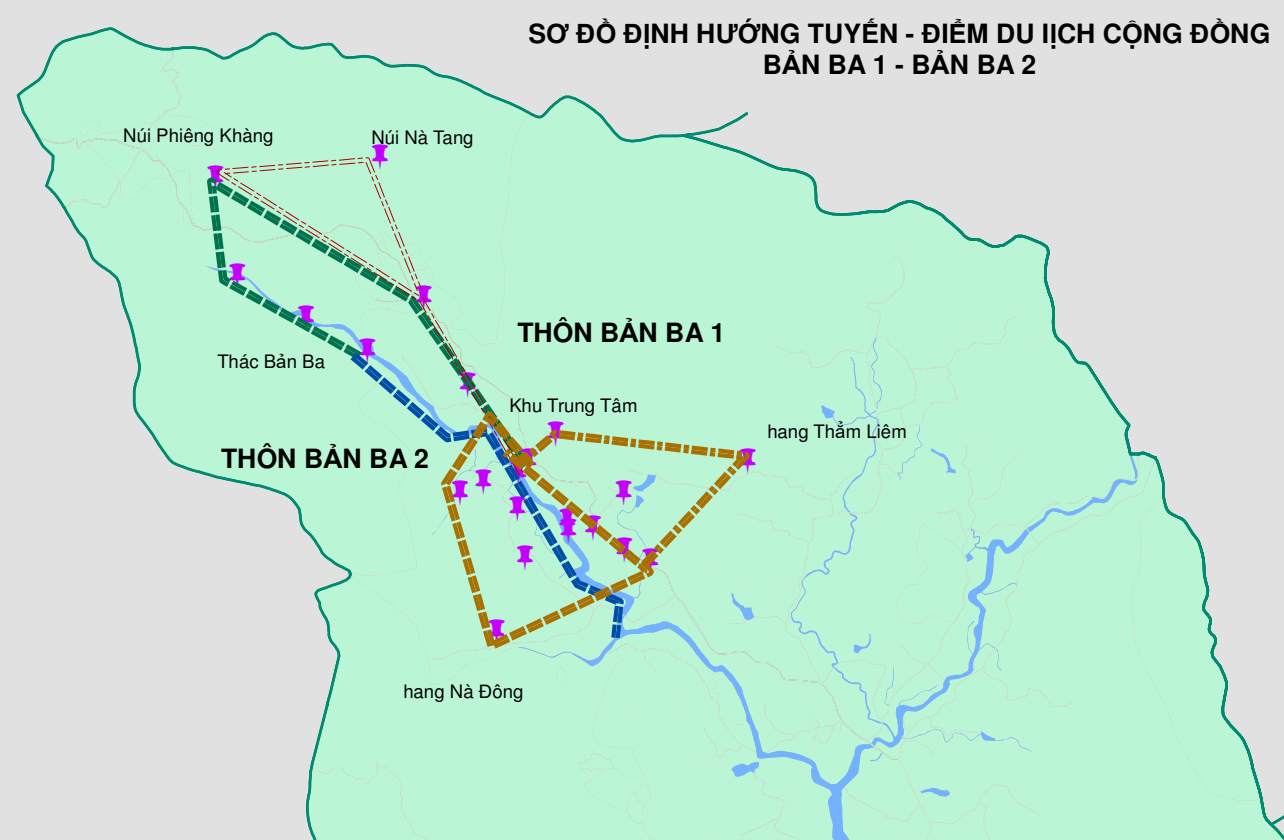 SƠ ĐỒ ĐỊNH HƯỚNG TUYẾN - ĐIỂM DU lỊCH CỘNG ĐỒNG
BẢN BA 1 - BẢN BA 2
Núi Phiêng Khàng
Núi Nà Tang
THÔN BẢN BA 1
Thác Bản Ba
Khu Trung Tâm
hang Thẳm Liêm
THÔN BẢN BA 2
hang Nà Đông